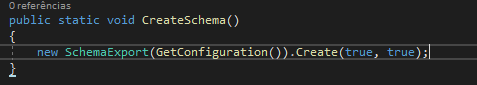 0 referências
public static void CreateSchema()
{
new SchemaExport(GetConfiguration()).Create(true, true);
}